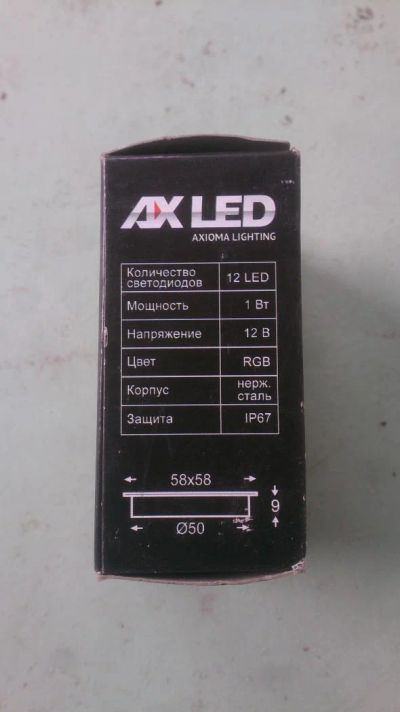 AX LED
AXIOMA LIGHTING
Количество
светодиодов
12 LED
Мощность
1 Вт
Напряжение
12 В
Цвет
RGB
Корпус
нерж.
сталь
Защита
IP67
58x58
9
Ø50